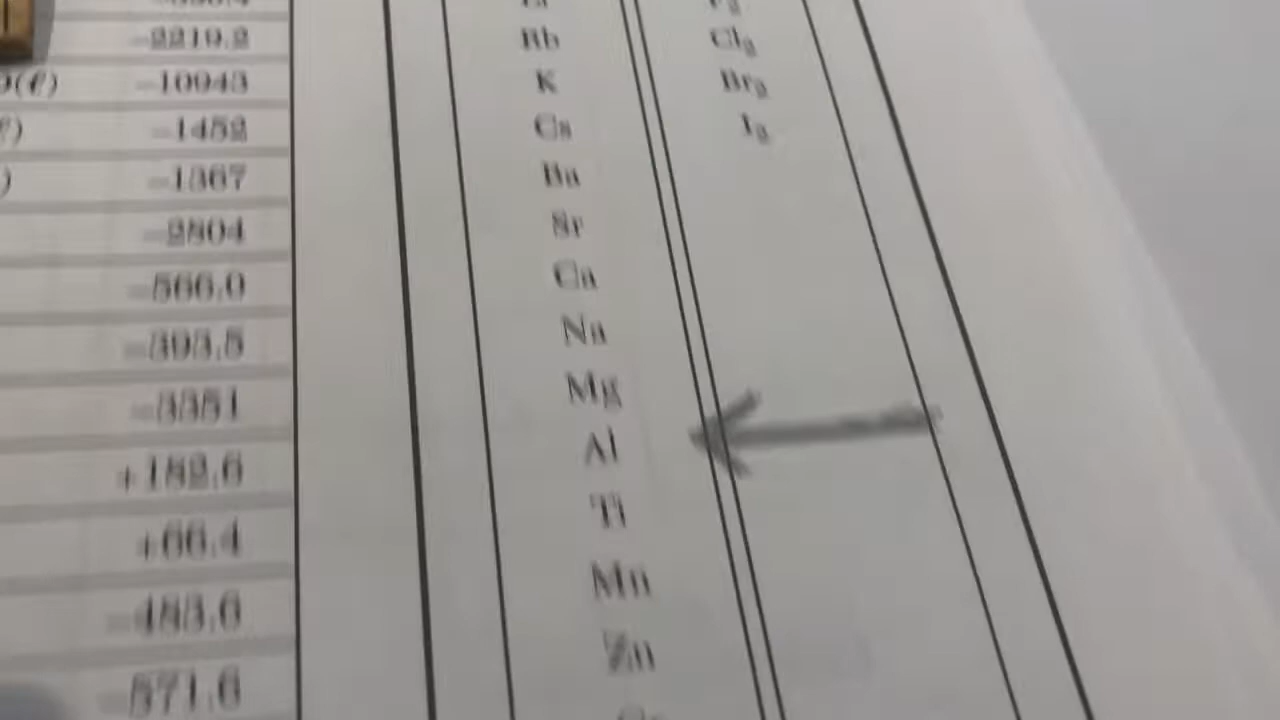 -2219.2
(ℓ) -10943
) -1452
) -1367
-2804
-566.0
-393.5
-3351
+182.6
+66.4
-483.6
-571.6
Rb Cl₂
K Br₂
Cs I₂
Ba
Sr
Ca
Na
Mg
Al
Ti
Mn
Zn